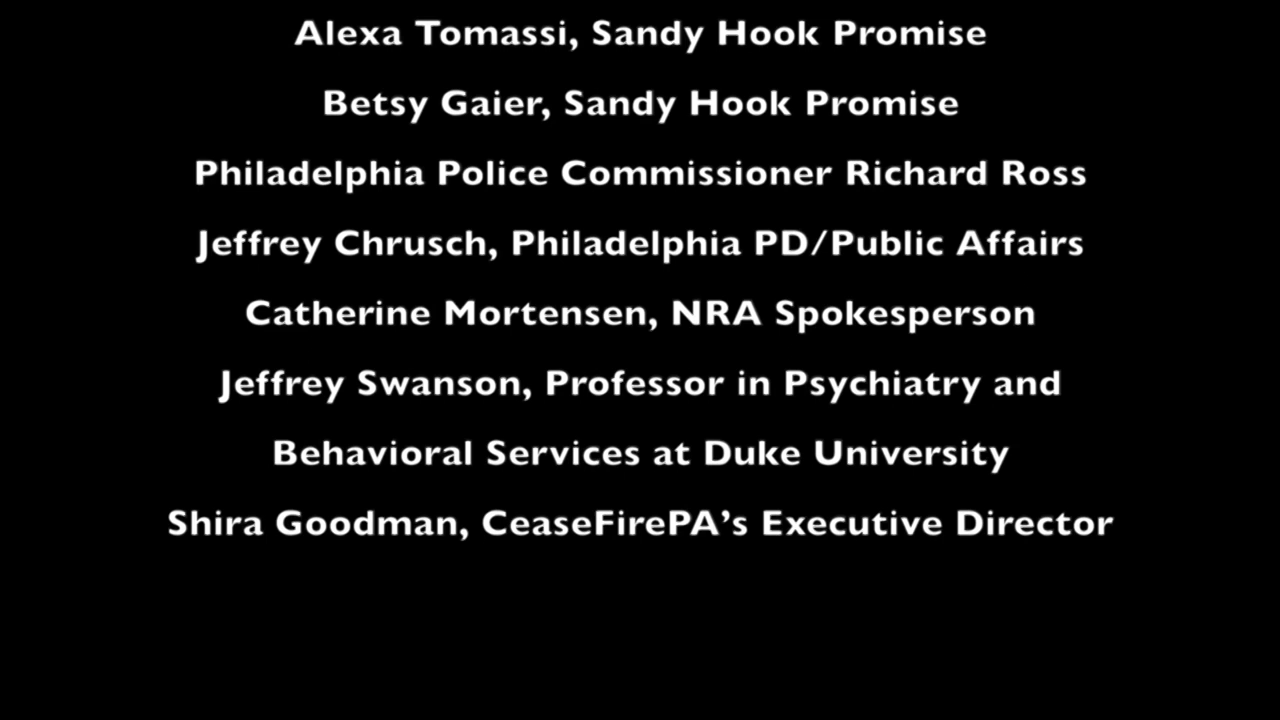 Alexa Tomassi, Sandy Hook Promise
Betsy Gaier, Sandy Hook Promise
Philadelphia Police Commissioner Richard Ross
Jeffrey Chrusch, Philadelphia PD/Public Affairs
Catherine Mortensen, NRA Spokesperson
Jeffrey Swanson, Professor in Psychiatry and
Behavioral Services at Duke University
Shira Goodman, CeaseFirePA’s Executive Director